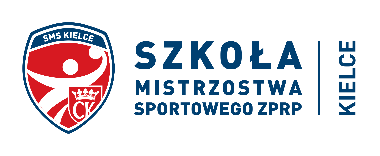 SMS KIELCE
CK
SZKOŁA
MISTRZOSTWA
SPORTOWEGO ZPRP
KIELCE